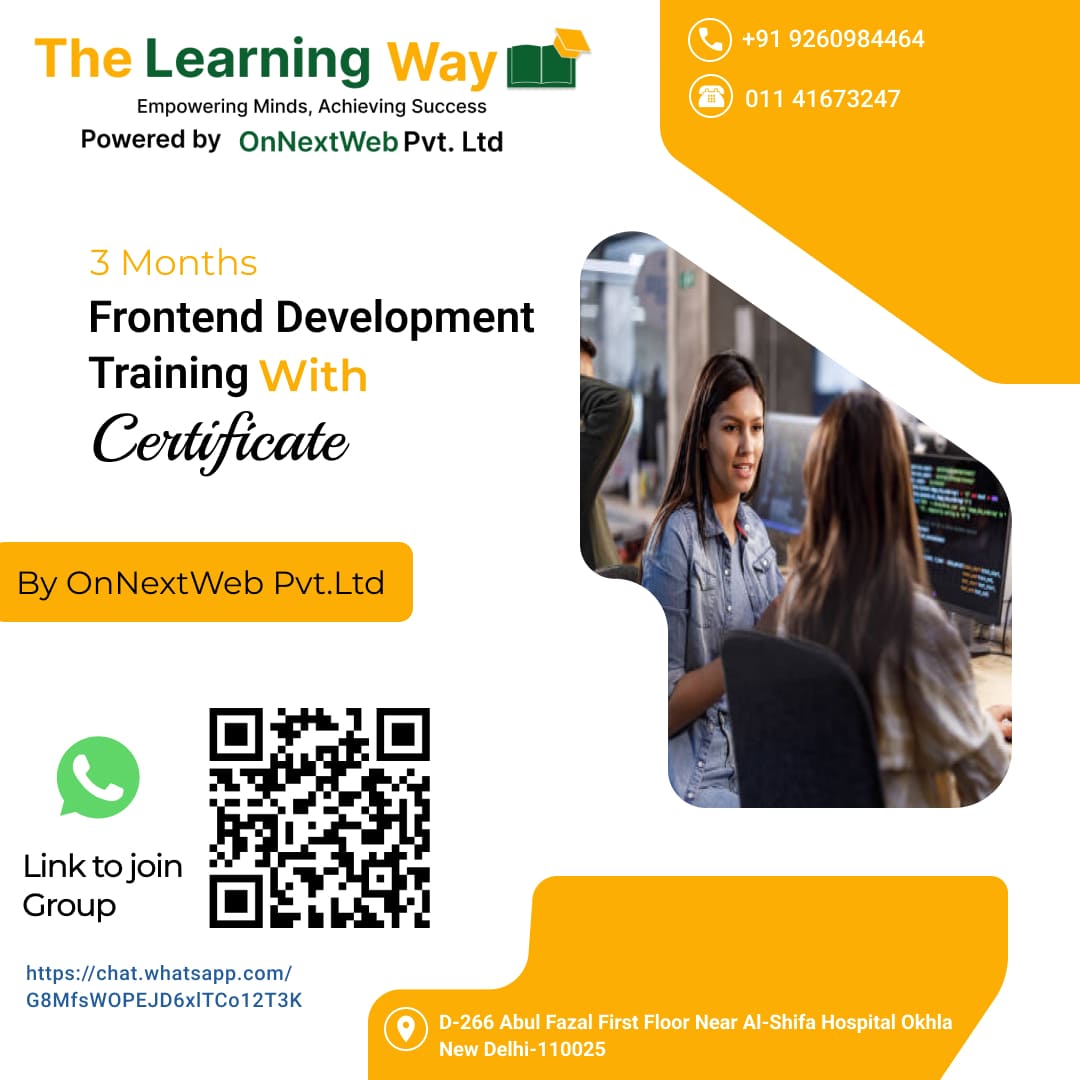 The Learning Way
Empowering Minds, Achieving Success
Powered by OnNextWeb Pvt. Ltd
+91 9260984464
011 41673247
3 Months
Frontend Development
Training With
Certificate
By OnNextWeb Pvt.Ltd
Link to join
Group
https://chat.whatsapp.com/
G8MfsWOPEJD6xlTCo12T3K
D-266 Abul Fazal First Floor Near Al-Shifa Hospital Okhla
New Delhi-110025